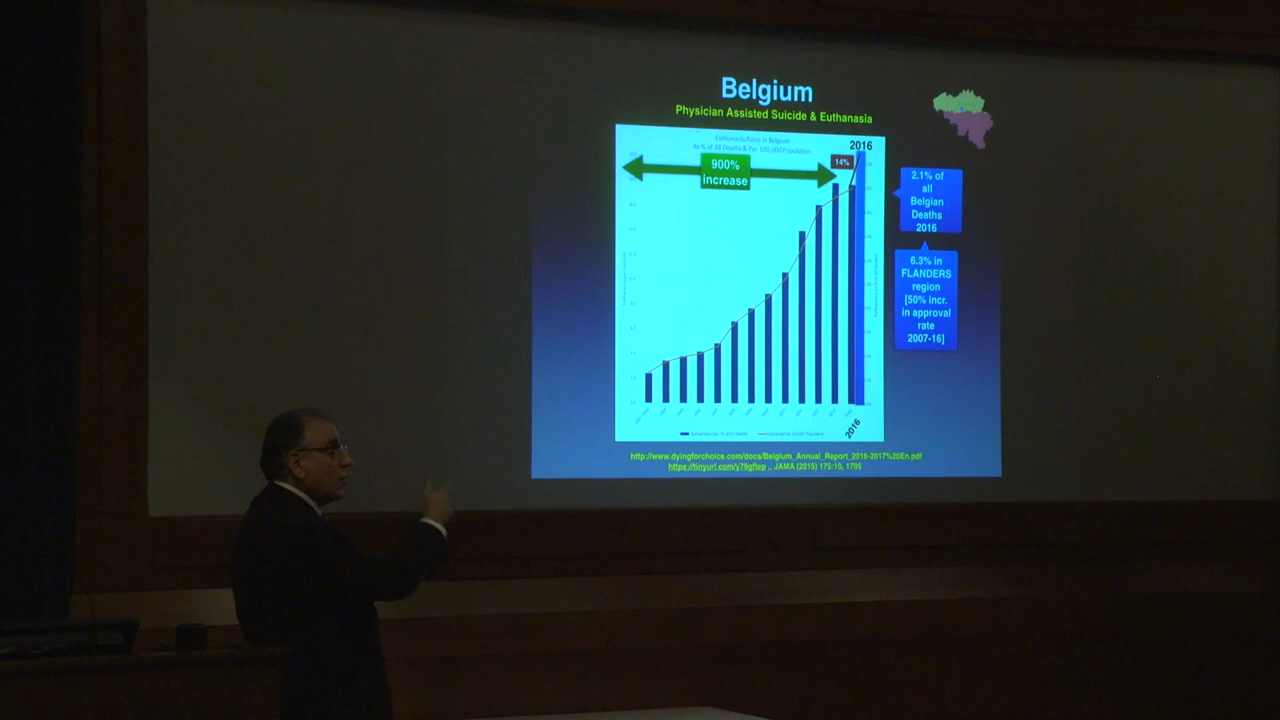 Belgium
Physician Assisted Suicide & Euthanasia
Euthanasia Rates in Belgium
As % of All Deaths & Per 100,000 Population
2016
14%
900%
increase
2.1% of
all
Belgian
Deaths
2016
6.3% in
FLANDERS
region
[50% incr.
in approval
rate
2007-16]
2016
http://www.dyingforchoice.com/docs/Belgium_Annual_Report_2016-2017%20En.pdf
https://tinyurl.com/y79gftep ,, JAMA (2015) 175:10, 1705